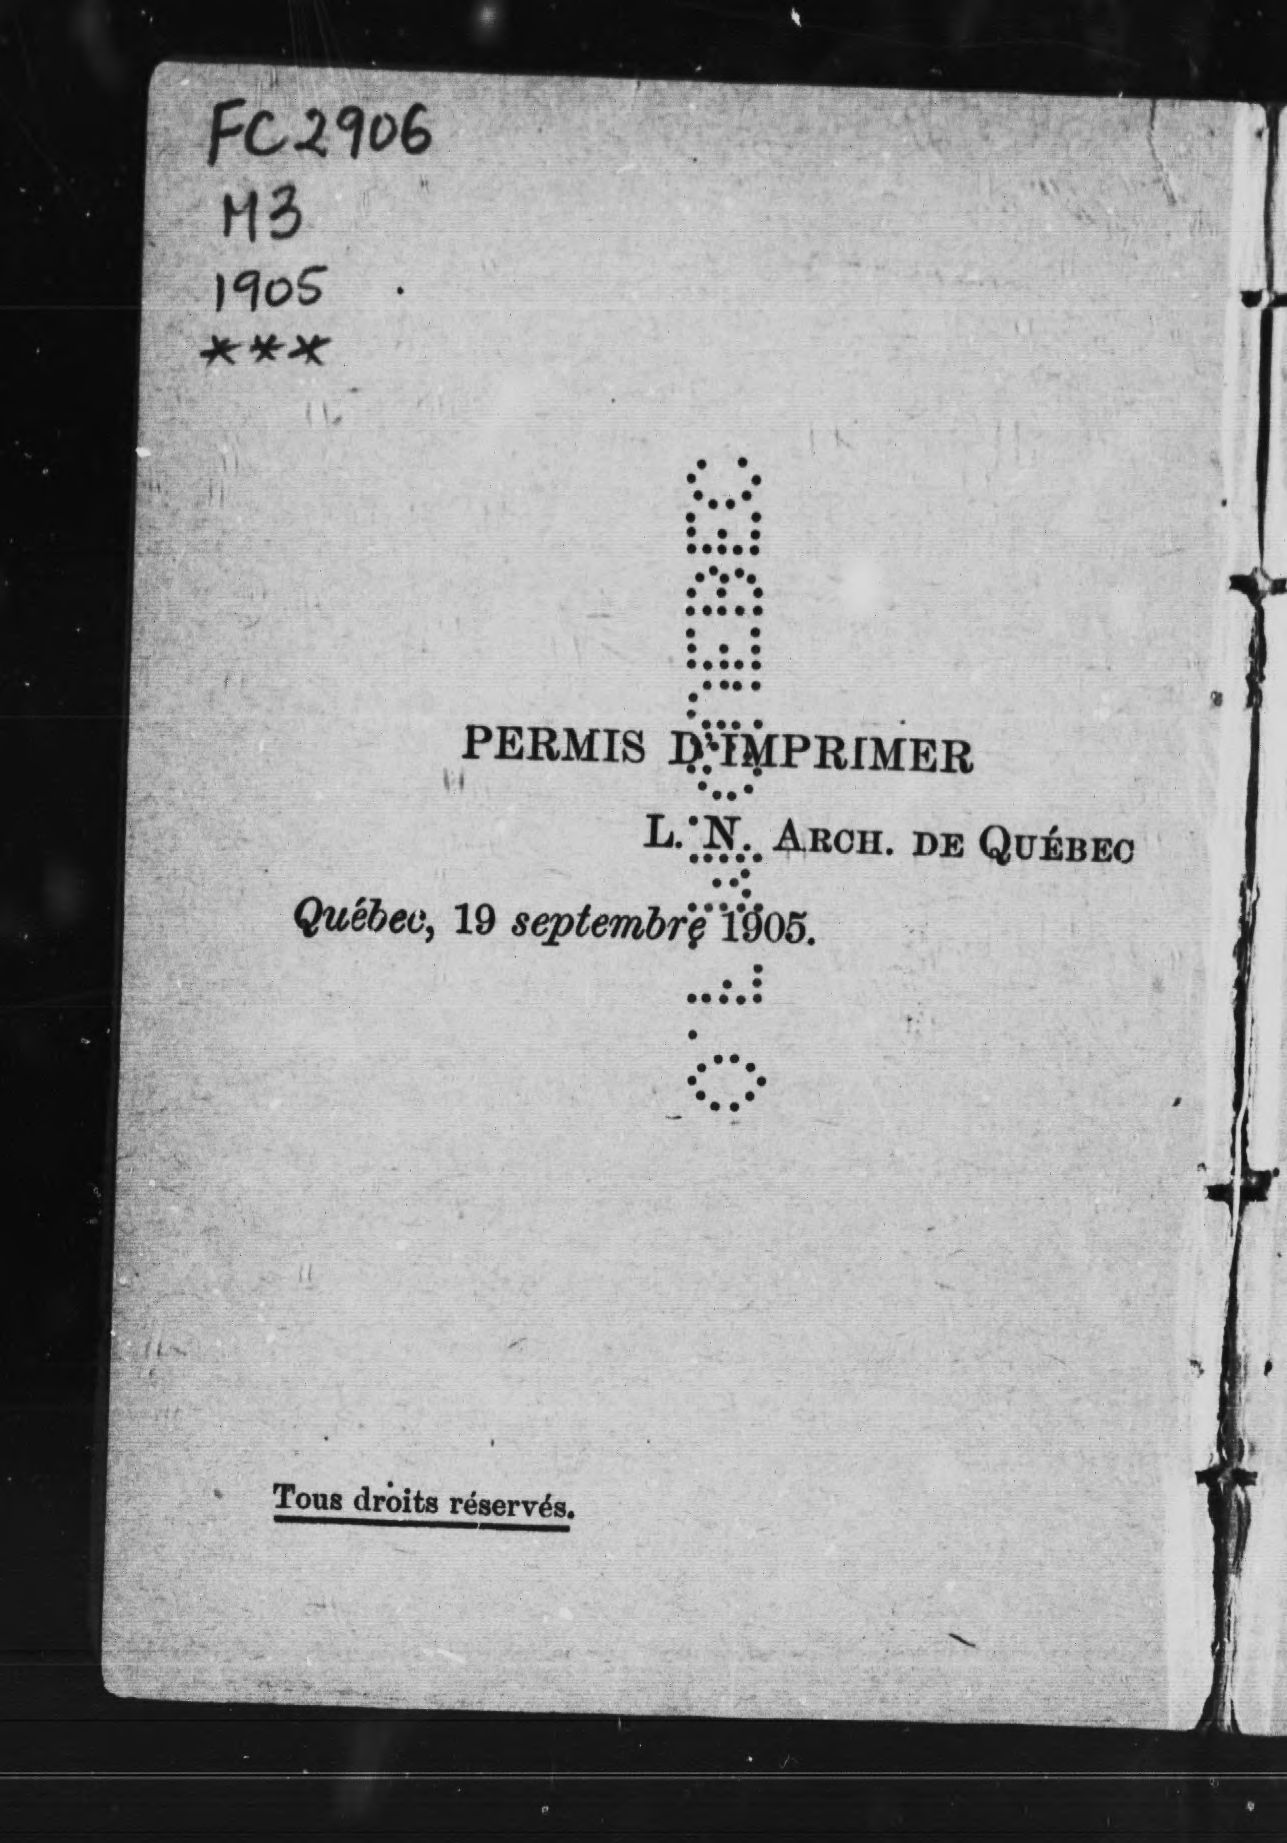 FC2906
M3
1905
***
PERMIS D'IMPRIMER
L. N. ARCH. DE QUÉBEC
Québec, 19 septembre 1905.
Tous droits réservés.